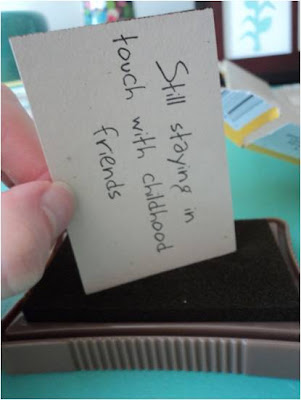 Still staying in
touch with childhood
friends